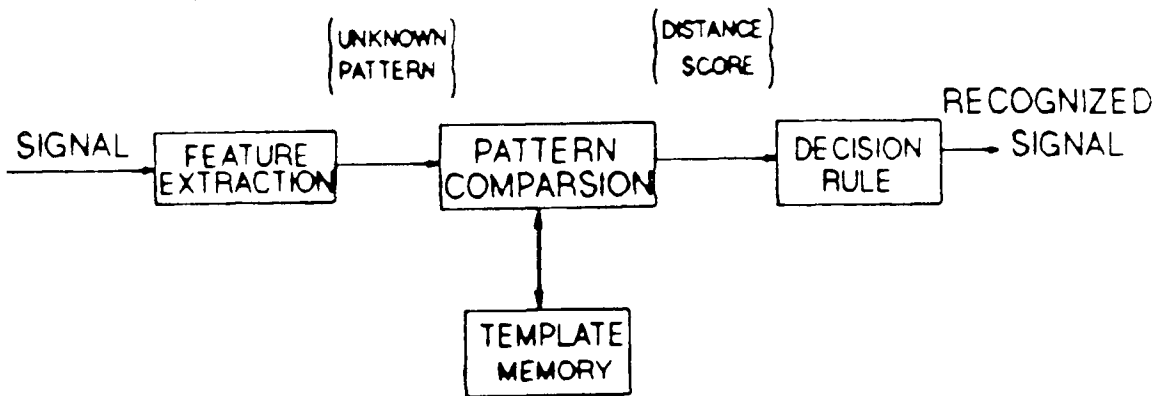 UNKNOWN
PATTERN
DISTANCE
SCORE
SIGNAL
FEATURE
EXTRACTION
PATTERN
COMPARSION
DECISION
RULE
RECOGNIZED
SIGNAL
TEMPLATE
MEMORY